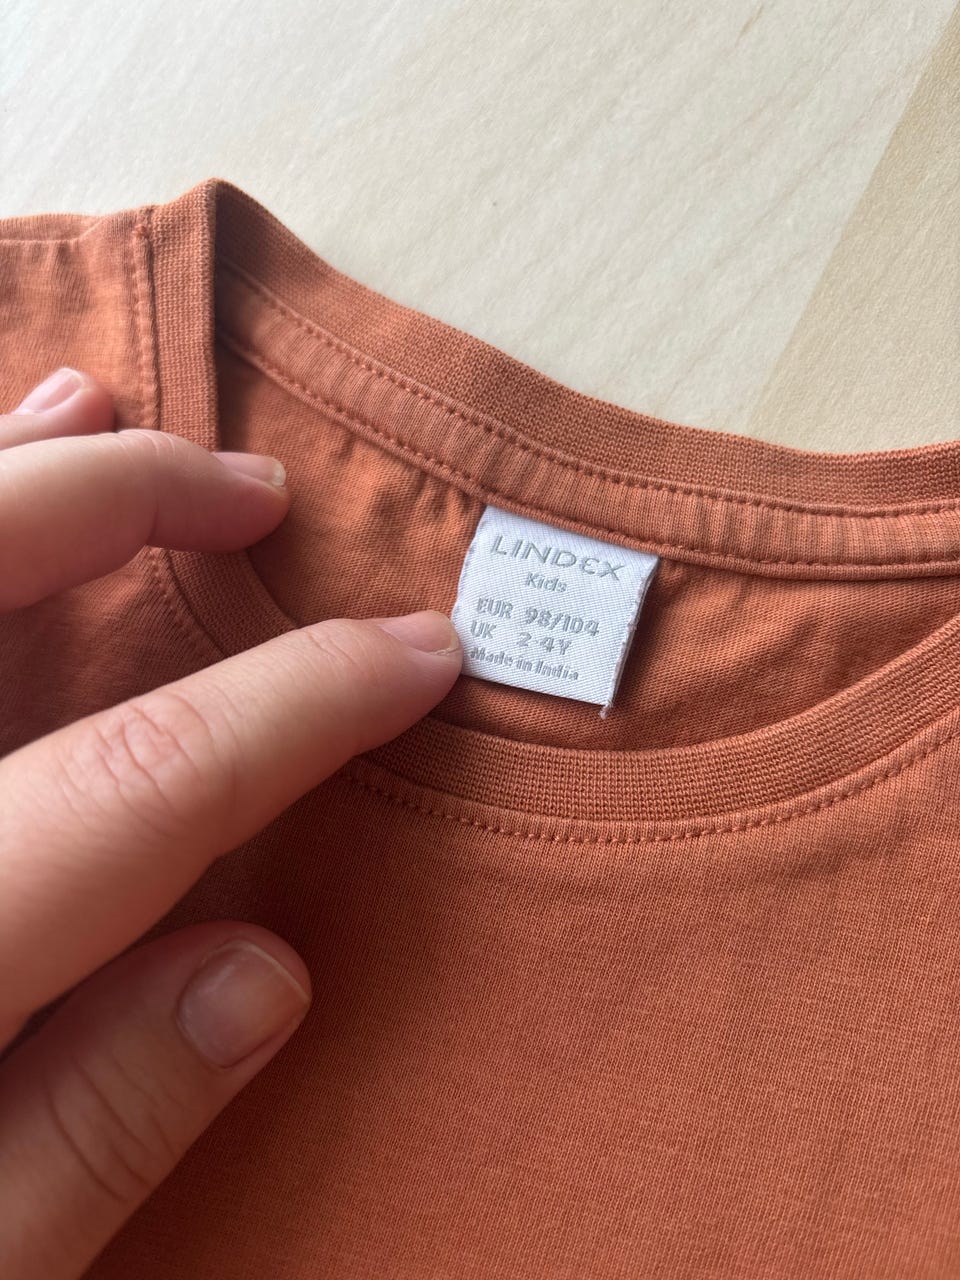 LINDEX
Kids
EUR 98/104
UK 2-4Y
Made in India